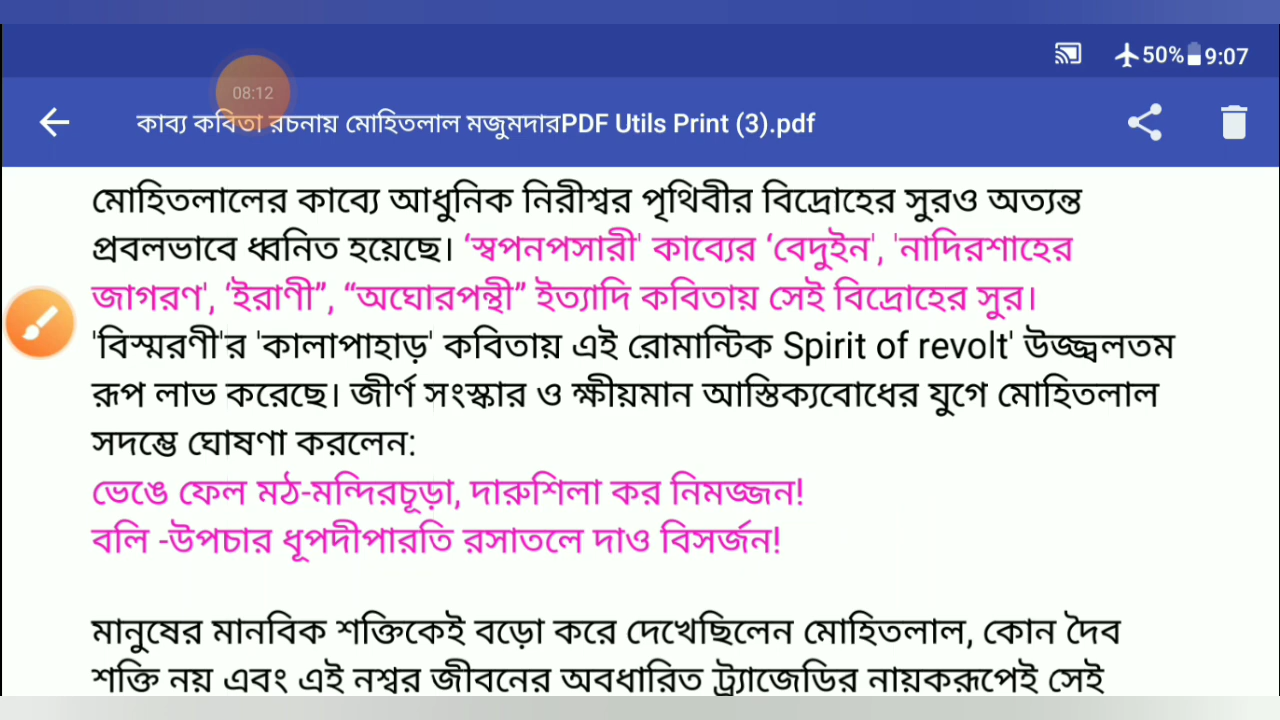 50% 9:07
08:12
কাব্য কবিতা রচনায় মোহিতলাল মজুমদারPDF Utils Print (3).pdf
মোহিতলালের কাব্যে আধুনিক নিরীশ্বর পৃথিবীর বিদ্রোহের সুরও অত্যন্ত
প্রবলভাবে ধ্বনিত হয়েছে। ‘স্বপনপসারী' কাব্যের ‘বেদুইন', 'নাদিরশাহের
জাগরণ', ‘ইরাণী”, “অঘোরপন্থী” ইত্যাদি কবিতায় সেই বিদ্রোহের সুর।
'বিস্মরণী'র 'কালাপাহাড়' কবিতায় এই রোমান্টিক Spirit of revolt' উজ্জ্বলতম
রূপ লাভ করেছে। জীর্ণ সংস্কার ও ক্ষীয়মান আস্তিক্যবোধের যুগে মোহিতলাল
সদম্ভে ঘোষণা করলেন:
ভেঙে ফেল মঠ-মন্দিরচূড়া, দারুশিলা কর নিমজ্জন!
বলি -উপচার ধূপদীপারতি রসাতলে দাও বিসর্জন!
মানুষের মানবিক শক্তিকেই বড়ো করে দেখেছিলেন মোহিতলাল, কোন দৈব
শক্তি নয় এবং এই নশ্বর জীবনের অবধারিত ট্র্যাজেডির নায়করূপেই সেই